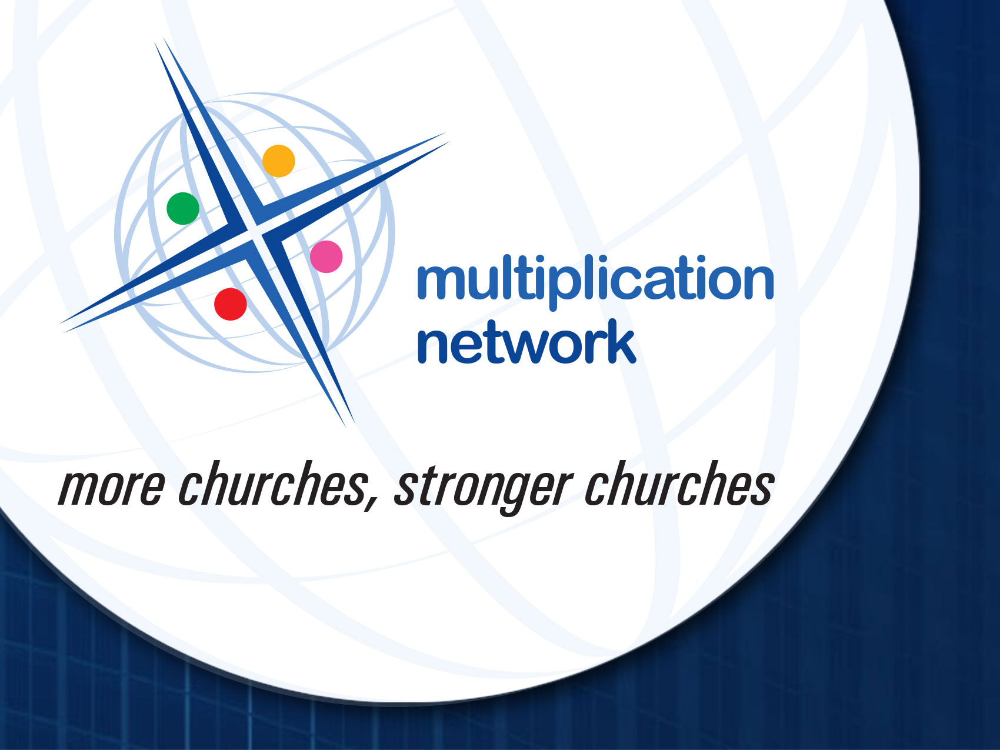 multiplication
network
more churches, stronger churches